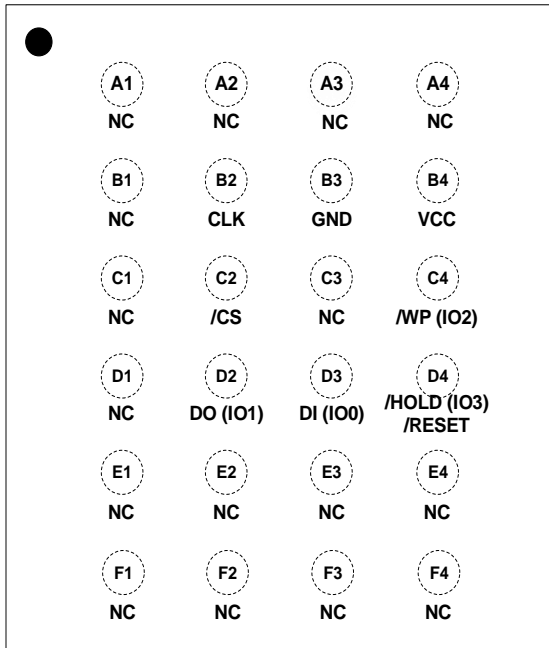 A1 A2 A3 A4
NC NC NC NC
B1 B2 B3 B4
NC CLK GND VCC
C1 C2 C3 C4
NC /CS NC /WP (IO2)
D1 D2 D3 D4
NC DO (IO1) DI (IO0) /HOLD (IO3)
/RESET
E1 E2 E3 E4
NC NC NC NC
F1 F2 F3 F4
NC NC NC NC